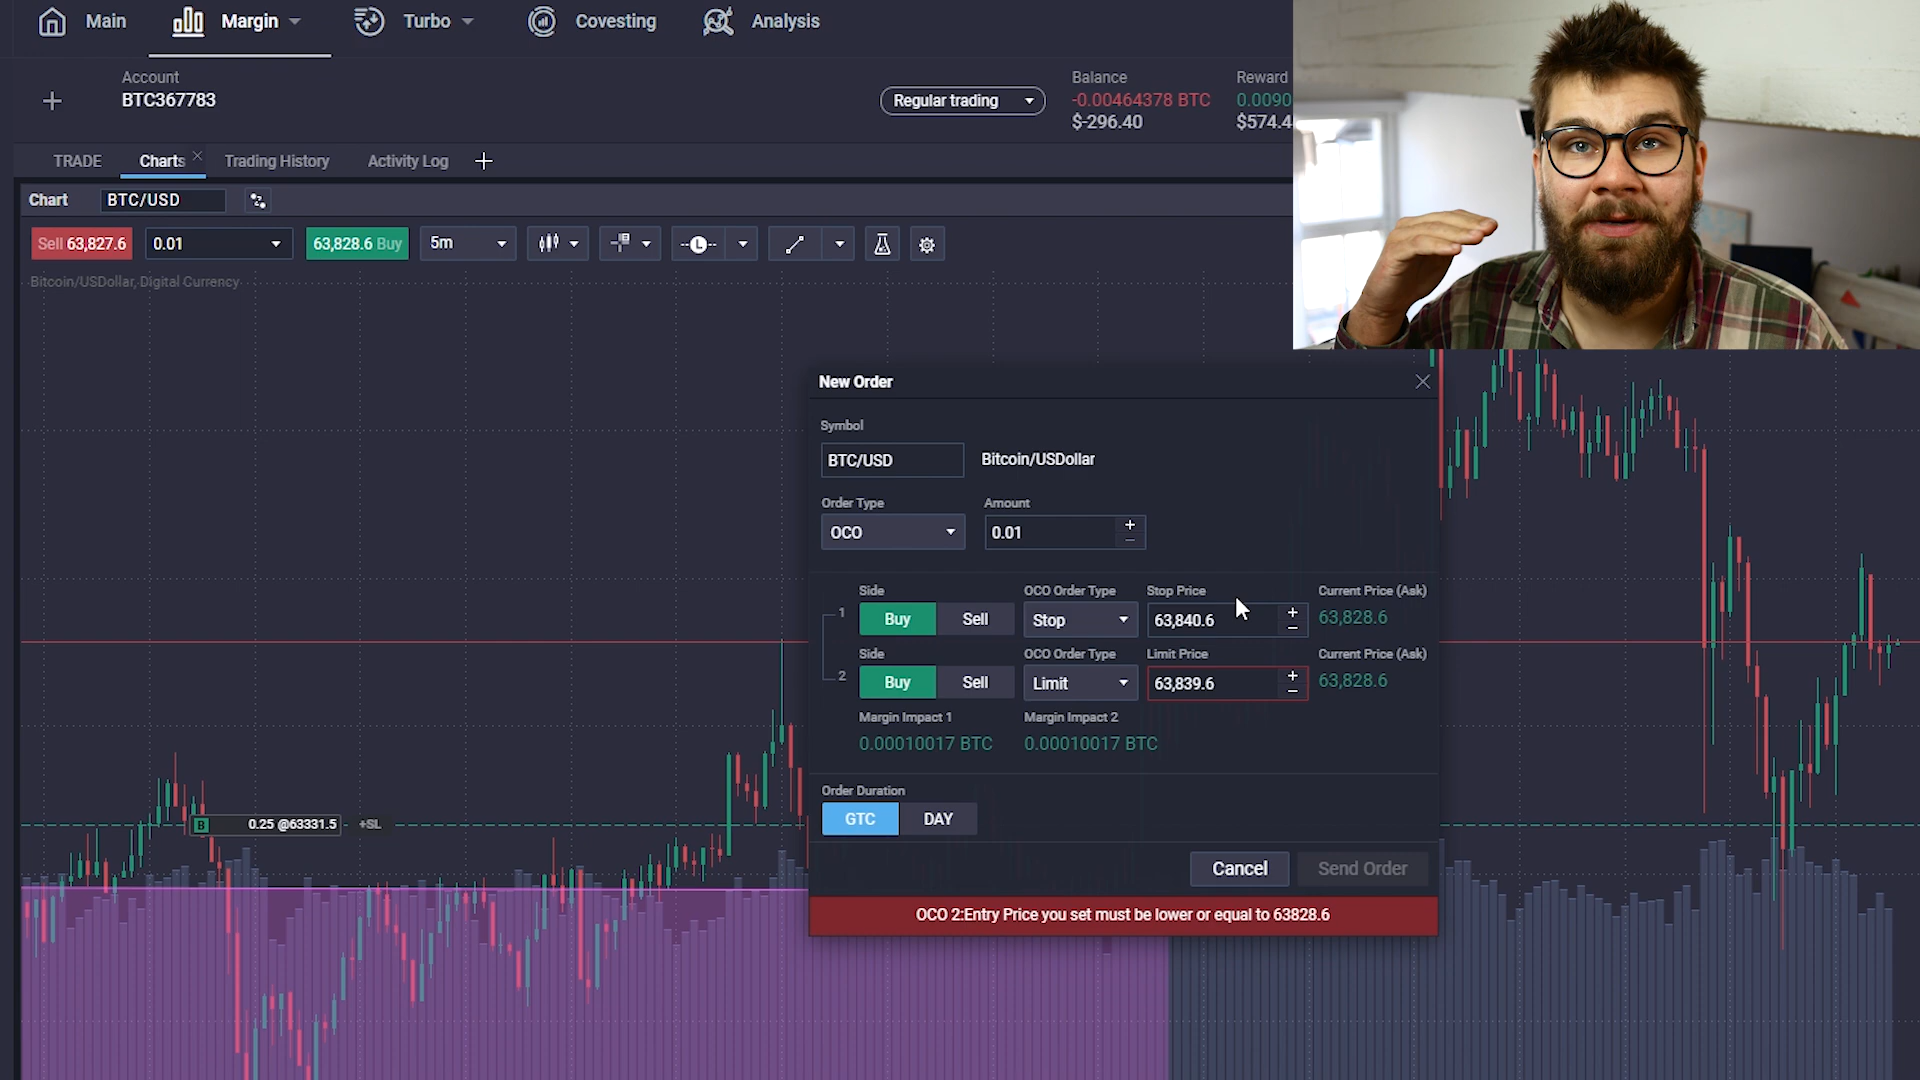 Main
Margin
Turbo
Covesting
Analysis
Account
BTC367783
Regular trading
Balance
-0.00464378 BTC
$-296.40
Reward
0.0090
$574.4
TRADE
Charts
Trading History
Activity Log
Chart
BTC/USD
Sell 63,827.6
0.01
63,828.6 Buy
5m
L
Bitcoin/USDollar, Digital Currency
New Order
Symbol
BTC/USD
Bitcoin/USDollar
Order Type
Amount
OCO
0.01
Side
OCO Order Type
Stop Price
Current Price (Ask)
1
Buy
Sell
Stop
63,840.6
63,828.6
Side
OCO Order Type
Limit Price
Current Price (Ask)
2
Buy
Sell
Limit
63,839.6
63,828.6
Margin Impact 1
Margin Impact 2
0.00010017 BTC
0.00010017 BTC
Order Duration
GTC
DAY
B
0.25 @63331.5
+SL
Cancel
Send Order
OCO 2:Entry Price you set must be lower or equal to 63828.6